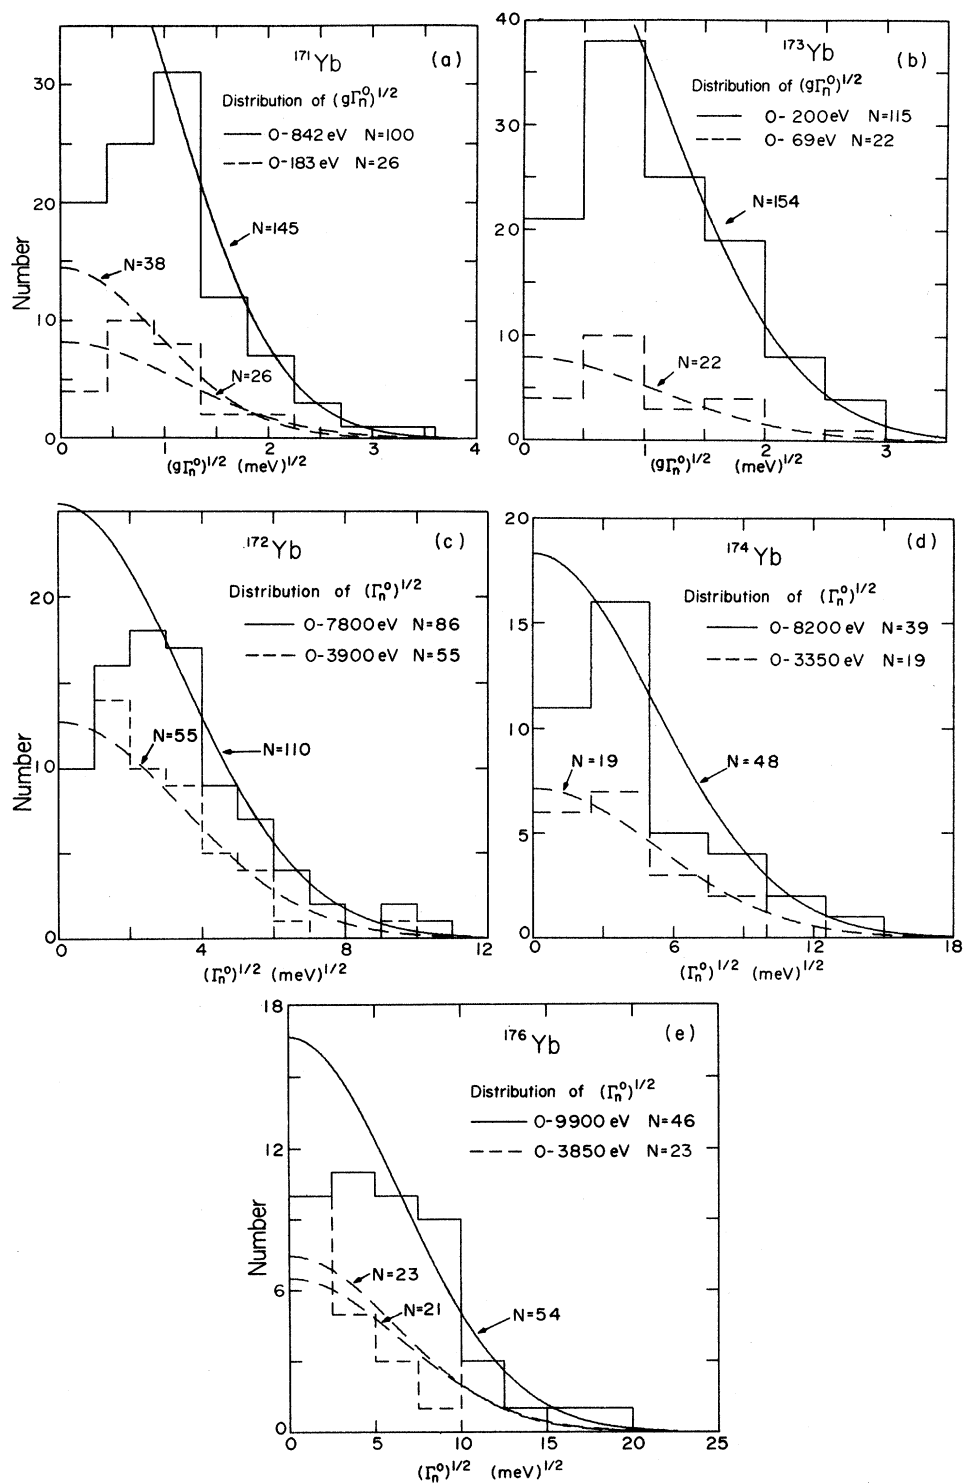 171Yb (a)
Distribution of (gΓn0)1/2
0-842 eV N=100
0-183 eV N=26
N=145
N=38
N=26
Number
30
20
10
0
0 1 2 3 4
(gΓn0)1/2 (meV)1/2
173Yb (b)
Distribution of (gΓn0)1/2
0-200 eV N=115
0-69 eV N=22
N=154
N=22
40
30
20
10
0
0 1 2 3
(gΓn0)1/2 (meV)1/2
172Yb (c)
Distribution of (Γn0)1/2
0-7800 eV N=86
0-3900 eV N=55
N=55
N=110
Number
20
10
0
0 4 8 12
(Γn0)1/2 (meV)1/2
174Yb (d)
Distribution of (Γn0)1/2
0-8200 eV N=39
0-3350 eV N=19
N=19
N=48
20
15
10
5
0
0 6 12 18
(Γn0)1/2 (meV)1/2
176Yb (e)
Distribution of (Γn0)1/2
0-9900 eV N=46
0-3850 eV N=23
N=23
N=21
N=54
Number
18
12
6
0
0 5 10 15 20 25
(Γn0)1/2 (meV)1/2